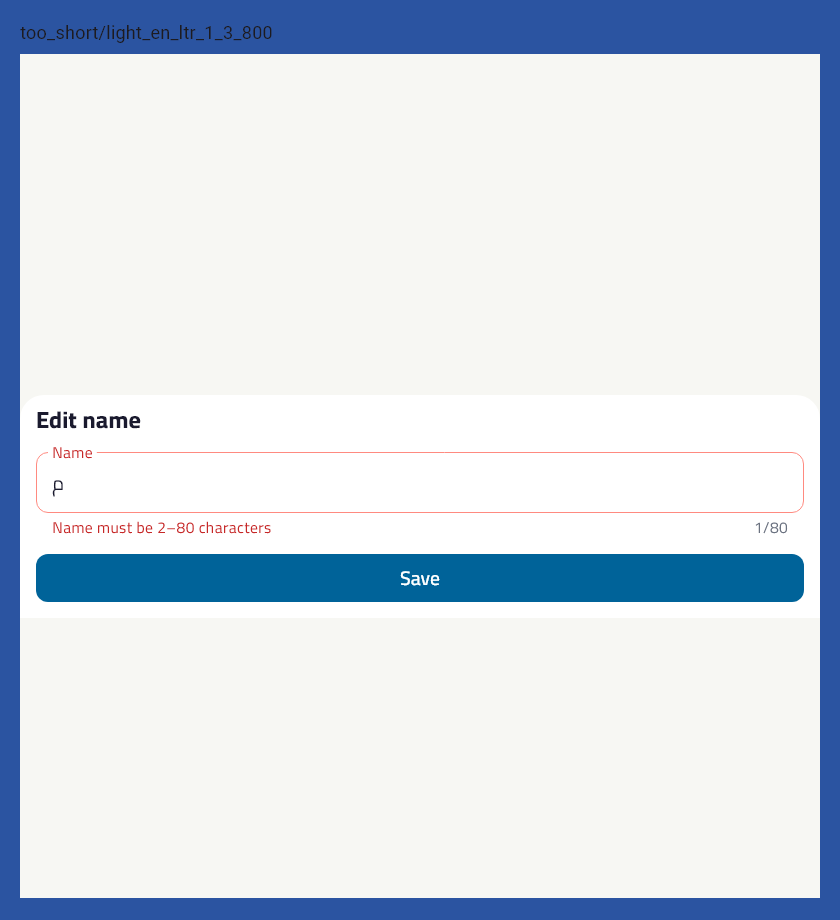 too_short/light_en_ltr_1_3_800
Edit name
Name
م
Name must be 2–80 characters
1/80
Save